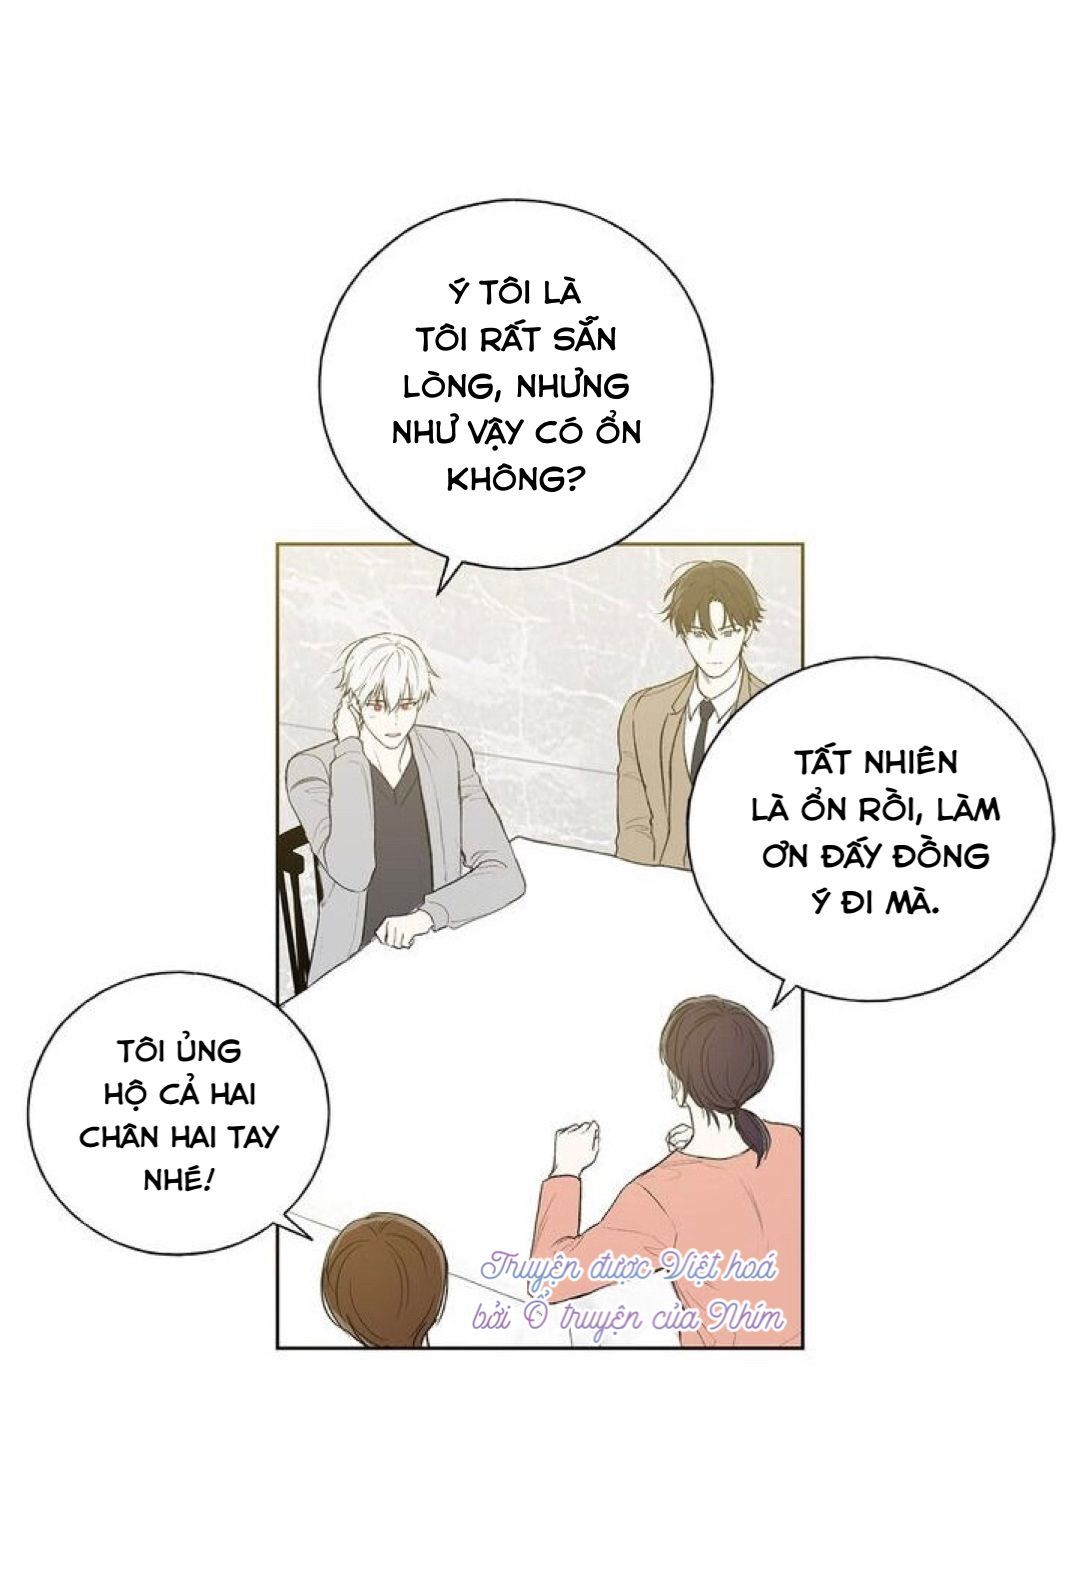 Ý TÔI LÀ
TÔI RẤT SẴN
LÒNG, NHƯNG
NHƯ VẬY CÓ ỔN
KHÔNG?
TẤT NHIÊN
LÀ ỔN RỒI, LÀM
ƠN ĐẤY ĐỒNG
Ý ĐI MÀ.
TÔI ỦNG
HỘ CẢ HAI
CHÂN HAI TAY
NHÉ!
Truyện được Việt hoá
bởi Ổ truyện của Nhím